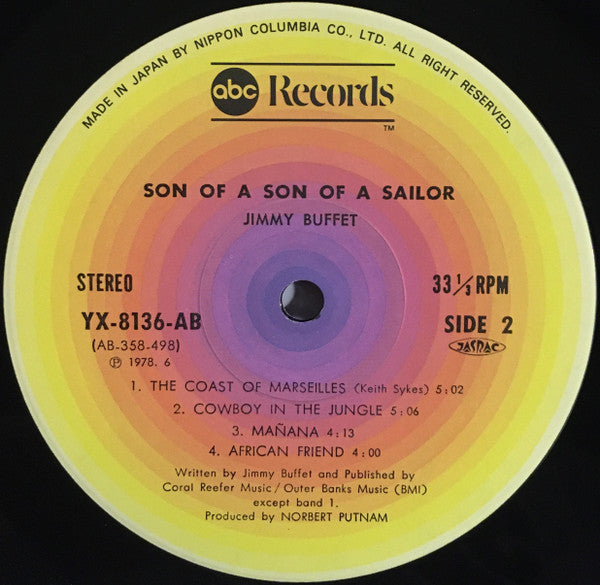 MADE IN JAPAN BY NIPPON COLUMBIA CO., LTD. ALL RIGHT RESERVED.
abc Records
TM
SON OF A SON OF A SAILOR
JIMMY BUFFET
STEREO
33 1/3 RPM
YX-8136-AB
SIDE 2
(AB-358-498)
JASRAC
Ⓟ 1978. 6
1. THE COAST OF MARSEILLES (Keith Sykes) 5:02
2. COWBOY IN THE JUNGLE 5:06
3. MAÑANA 4:13
4. AFRICAN FRIEND 4:00
Written by Jimmy Buffet and Published by
Coral Reefer Music/Outer Banks Music (BMI)
except band 1.
Produced by NORBERT PUTNAM